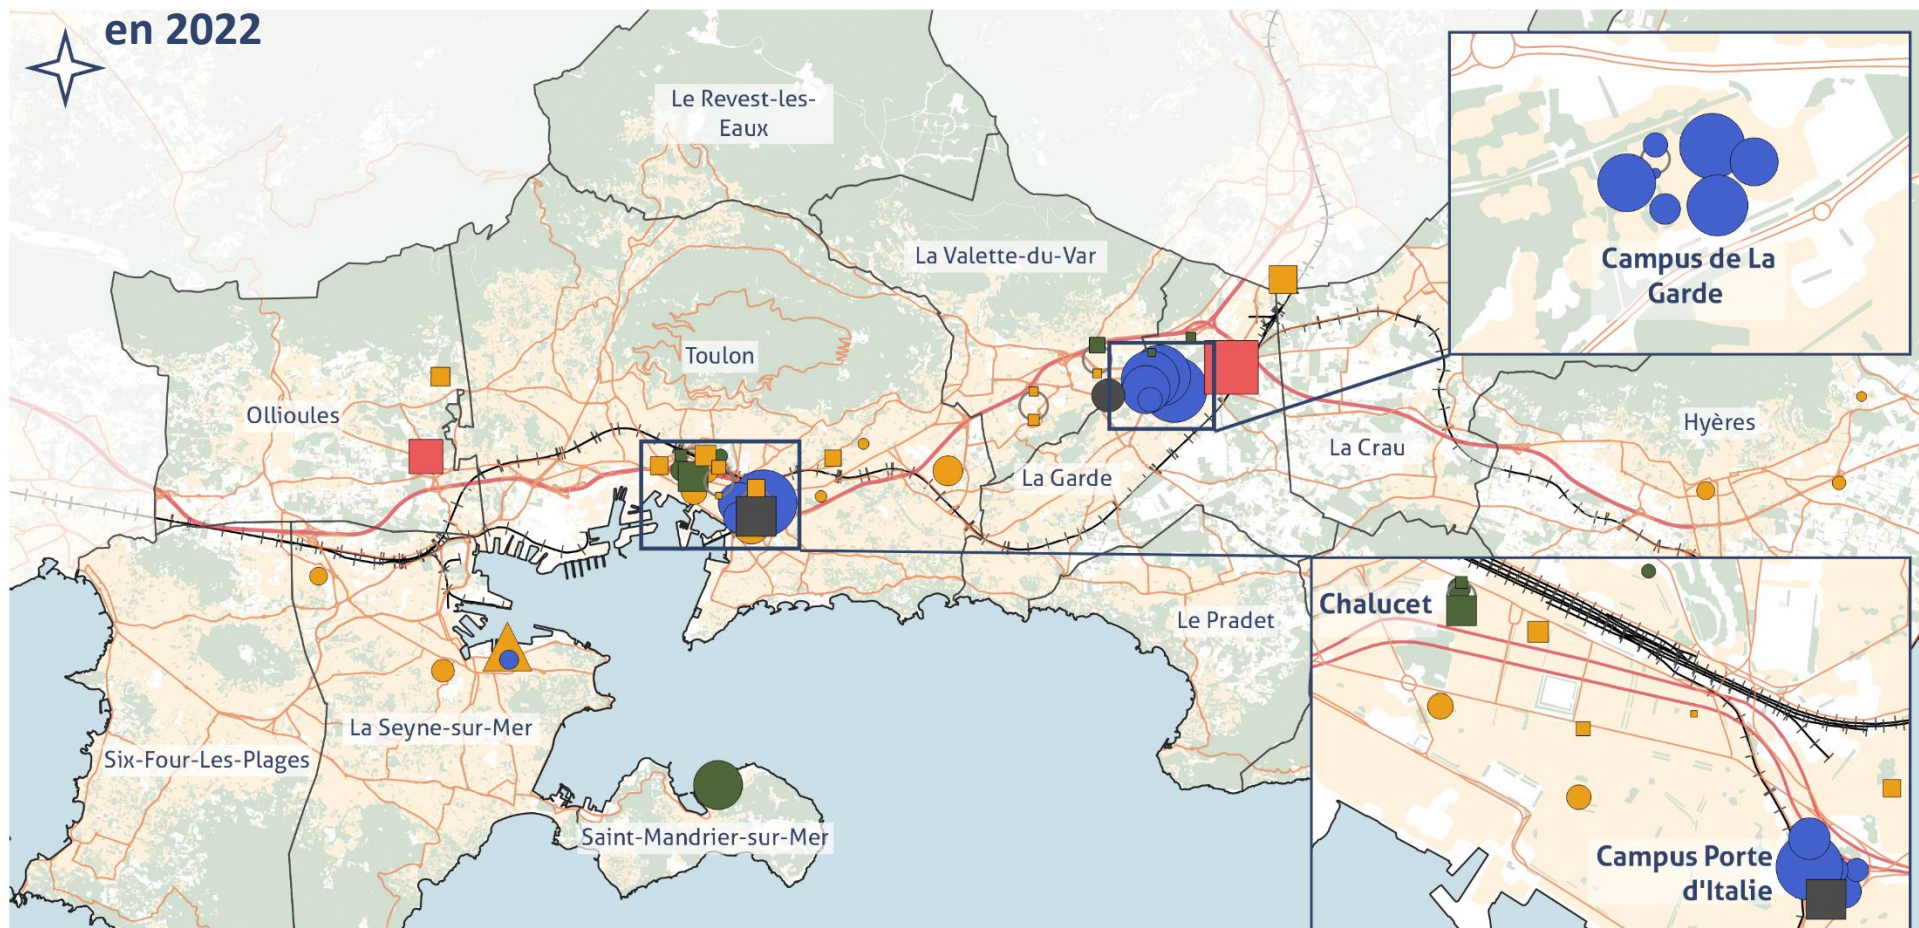 en 2022
Le Revest-les-
Eaux
La Valette-du-Var
Campus de La
Garde
Toulon
Ollioules
Hyères
La Crau
La Garde
Chalucet
Le Pradet
La Seyne-sur-Mer
Six-Four-Les-Plages
Saint-Mandrier-sur-Mer
Campus Porte
d'Italie